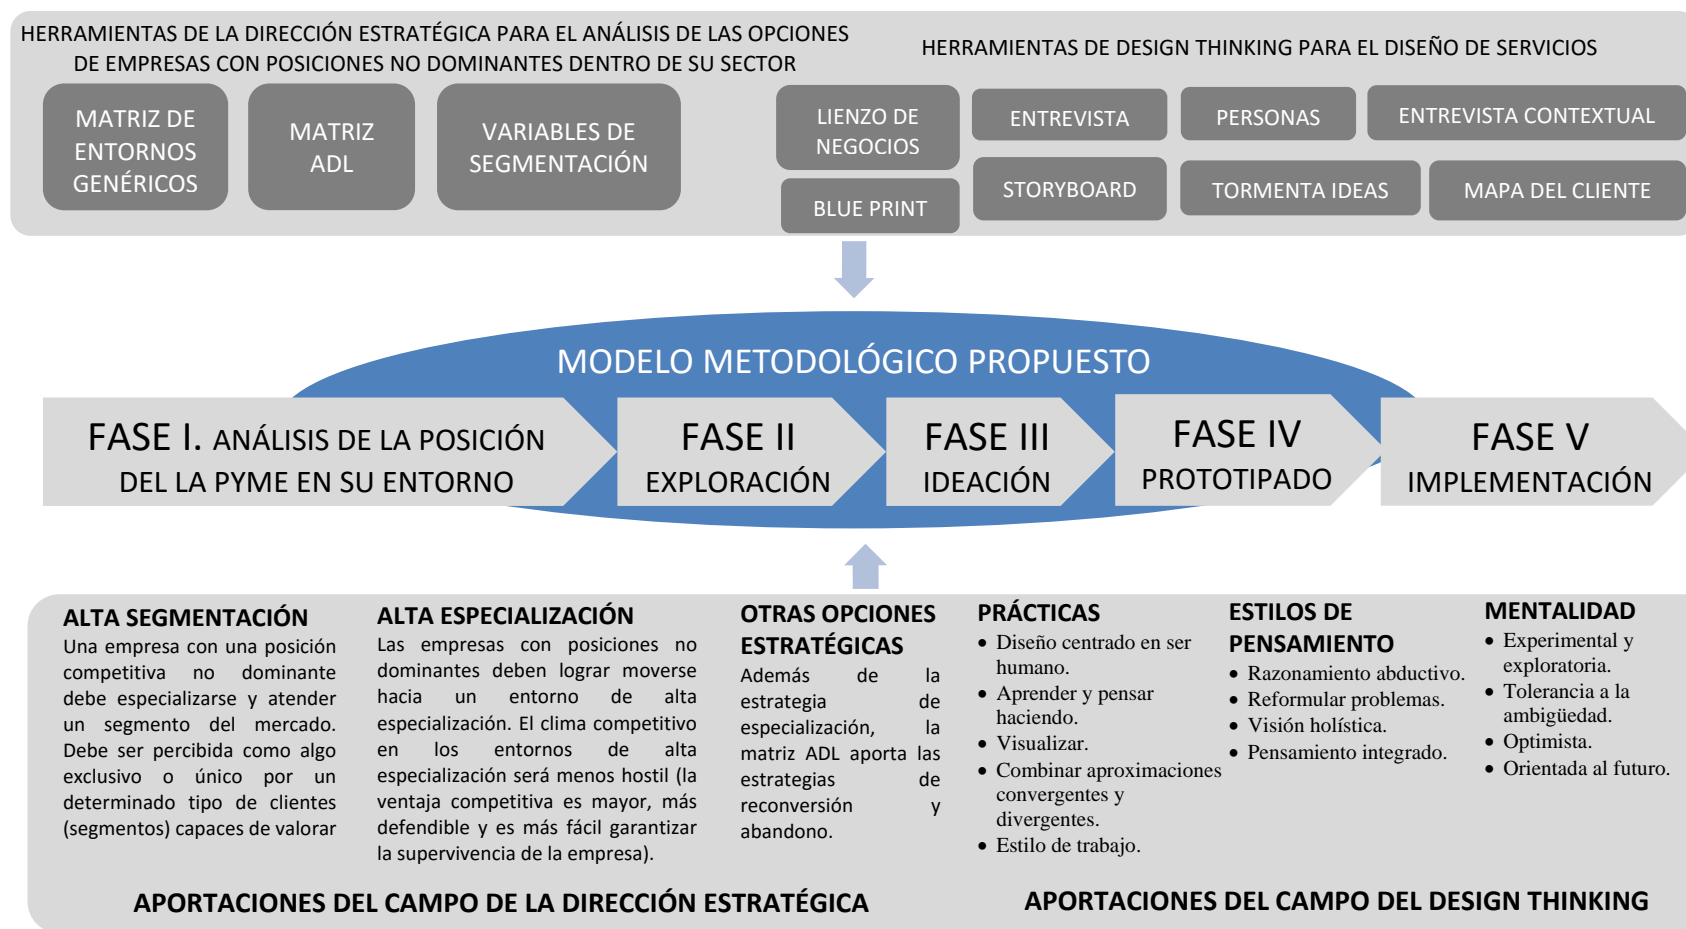 HERRAMIENTAS DE LA DIRECCIÓN ESTRATÉGICA PARA EL ANÁLISIS DE LAS OPCIONES
DE EMPRESAS CON POSICIONES NO DOMINANTES DENTRO DE SU SECTOR
MATRIZ DE
ENTORNOS
GENÉRICOS
MATRIZ
ADL
VARIABLES DE
SEGMENTACIÓN
HERRAMIENTAS DE DESIGN THINKING PARA EL DISEÑO DE SERVICIOS
LIENZO DE
NEGOCIOS
ENTREVISTA
PERSONAS
ENTREVISTA CONTEXTUAL
BLUE PRINT
STORYBOARD
TORMENTA IDEAS
MAPA DEL CLIENTE
MODELO METODOLÓGICO PROPUESTO
FASE I. ANÁLISIS DE LA POSICIÓN
DEL LA PYME EN SU ENTORNO
FASE II
EXPLORACIÓN
FASE III
IDEACIÓN
FASE IV
PROTOTIPADO
FASE V
IMPLEMENTACIÓN
ALTA SEGMENTACIÓN
Una empresa con una posición
competitiva no dominante
debe especializarse y atender
un segmento del mercado.
Debe ser percibida como algo
exclusivo o único por un
determinado tipo de clientes
(segmentos) capaces de valorar
ALTA ESPECIALIZACIÓN
Las empresas con posiciones no
dominantes deben lograr moverse
hacia un entorno de alta
especialización. El clima competitivo
en los entornos de alta
especialización será menos hostil (la
ventaja competitiva es mayor, más
defendible y es más fácil garantizar
la supervivencia de la empresa).
OTRAS OPCIONES
ESTRATÉGICAS
Además de la
estrategia de
especialización, la
matriz ADL aporta las
estrategias de
reconversión y
abandono.
APORTACIONES DEL CAMPO DE LA DIRECCIÓN ESTRATÉGICA
PRÁCTICAS
• Diseño centrado en ser
humano.
• Aprender y pensar
haciendo.
• Visualizar.
• Combinar aproximaciones
convergentes y
divergentes.
• Estilo de trabajo.
ESTILOS DE
PENSAMIENTO
• Razonamiento abductivo.
• Reformular problemas.
• Visión holística.
• Pensamiento integrado.
MENTALIDAD
• Experimental y
exploratoria.
• Tolerancia a la
ambigüedad.
• Optimista.
• Orientada al futuro.
APORTACIONES DEL CAMPO DEL DESIGN THINKING